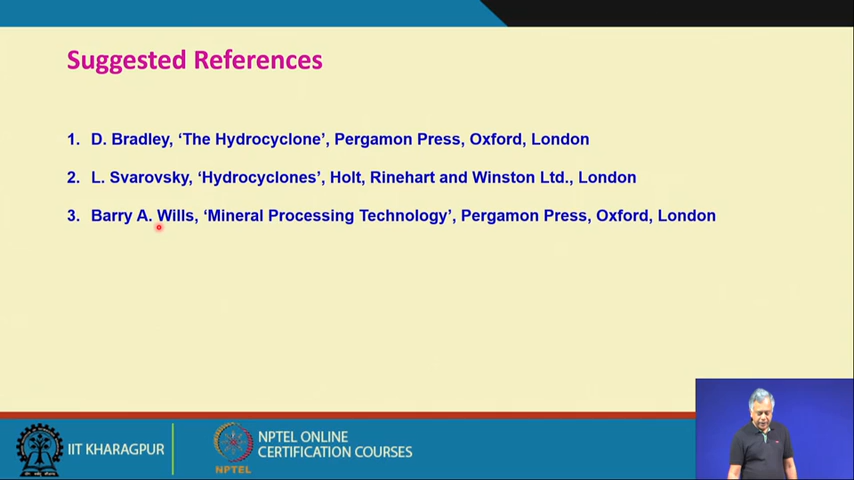 Suggested References
1. D. Bradley, ‘The Hydrocyclone’, Pergamon Press, Oxford, London
2. L. Svarovsky, ‘Hydrocyclones’, Holt, Rinehart and Winston Ltd., London
3. Barry A. Wills, ‘Mineral Processing Technology’, Pergamon Press, Oxford, London
IIT KHARAGPUR
NPTEL
NPTEL ONLINE
CERTIFICATION COURSES